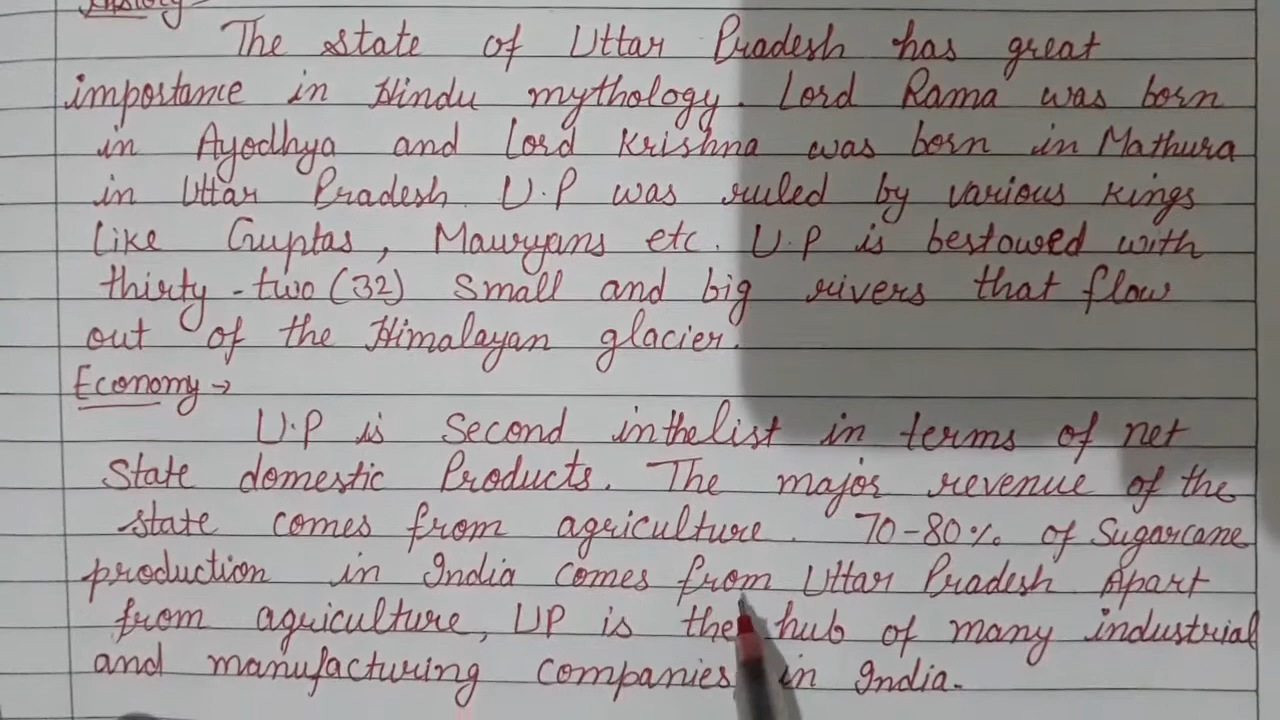 History
The state of Uttar Pradesh has great
importance in Hindu mythology. Lord Rama was born
in Ayodhya and Lord Krishna was born in Mathura
in Uttar Pradesh. U.P was ruled by various kings
like Guptas, Mauryans etc. U.P is bestowed with
thirty-two (32) small and big rivers that flow
out of the Himalayan glacier.
Economy →
U.P is second in the list in terms of net
State domestic Products. The major revenue of the
state comes from agriculture. 70-80% of Sugarcane
production in India comes from Uttar Pradesh Apart
from agriculture, UP is the hub of many industrial
and manufacturing companies in India.